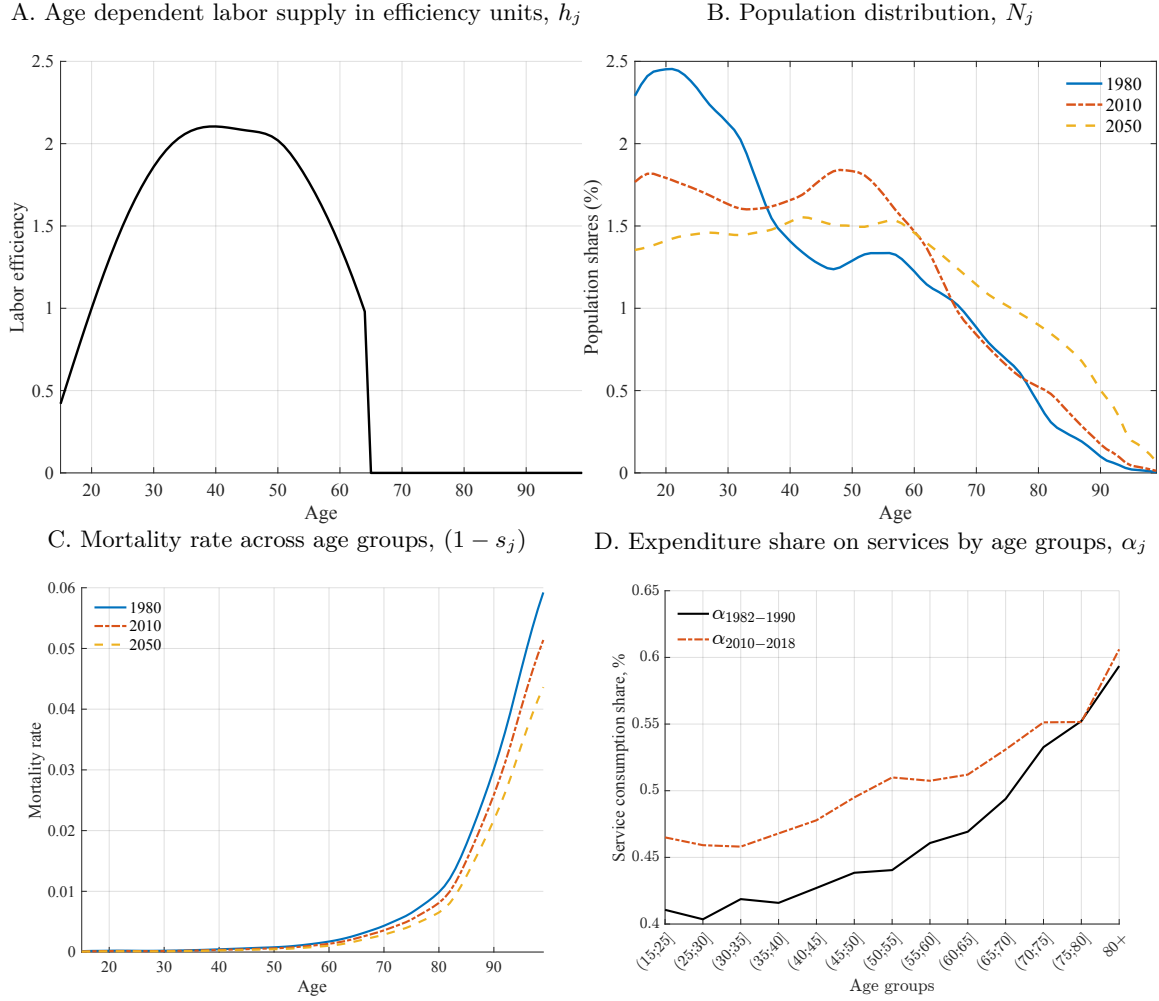 A. Age dependent labor supply in efficiency units, h_j
2.5
2
1.5
1
0.5
0
Labor efficiency
20 30 40 50 60 70 80 90
Age
B. Population distribution, N_j
2.5
2
1.5
1
0.5
0
Population shares (%)
1980
2010
2050
20 30 40 50 60 70 80 90
Age
C. Mortality rate across age groups, (1 − s_j)
0.06
0.05
0.04
0.03
0.02
0.01
0
Mortality rate
1980
2010
2050
20 30 40 50 60 70 80 90
Age
D. Expenditure share on services by age groups, α_j
0.65
0.6
0.55
0.5
0.45
0.4
Service consumption share, %
α1982−1990
α2010−2018
(15;25] (25;30] (30;35] (35;40] (40;45] (45;50] (50;55] (55;60] (60;65] (65;70] (70;75] (75;80] 80+
Age groups